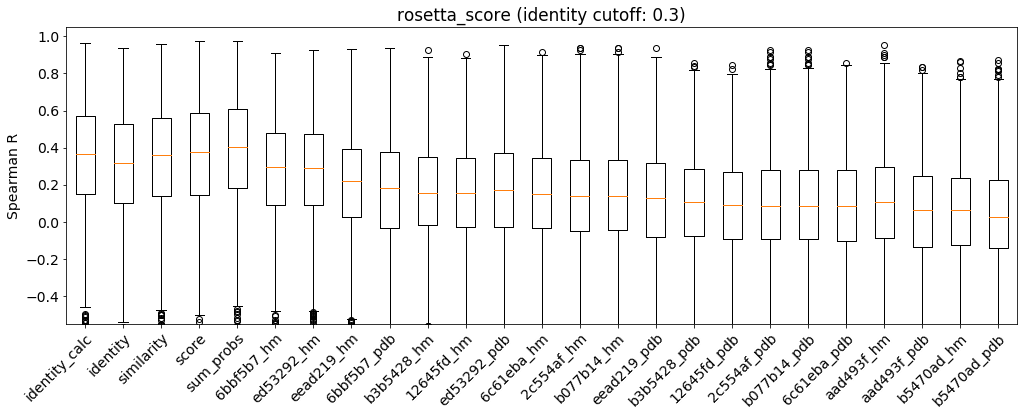 rosetta_score (identity cutoff: 0.3)
Spearman R
1.0
0.8
0.6
0.4
0.2
0.0
−0.2
−0.4
identity_calc
identity
similarity
score
sum_probs
6bbf5b7_hm
ed53292_hm
eead219_hm
6bbf5b7_pdb
b3b5428_hm
12645fd_hm
ed53292_pdb
6c61eba_hm
2c554af_hm
b077b14_hm
eead219_pdb
b3b5428_pdb
12645fd_pdb
2c554af_pdb
b077b14_pdb
6c61eba_pdb
aad493f_hm
aad493f_pdb
b5470ad_hm
b5470ad_pdb